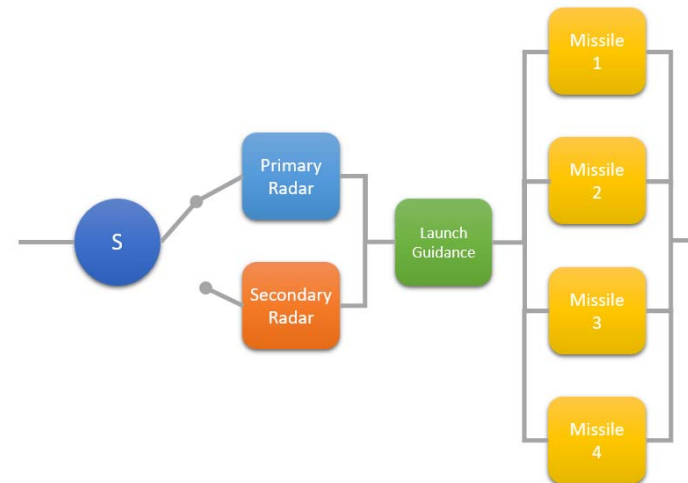 S
Primary
Radar
Secondary
Radar
Launch
Guidance
Missile
1
Missile
2
Missile
3
Missile
4